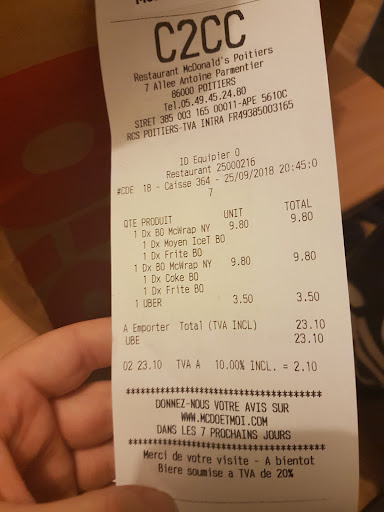 C2CC
Restaurant McDonald's Poitiers
7 Allee Antoine Parmentier
86000 POITIERS
Tel.05.49.45.24.80
SIRET 385 003 165 00011-APE 5610C
RCS POITIERS-TVA INTRA FR49385003165
ID Equipier 0
Restaurant 25000216
#CDE 18 - Caisse 364 - 25/09/2018 20:45:0
7
QTE PRODUIT UNIT TOTAL
1 Dx BO McWrap NY 9.80 9.80
1 Dx Moyen IceT BO
1 Dx Frite BO
1 Dx BO McWrap NY 9.80 9.80
1 Dx Coke BO
1 Dx Frite BO
1 UBER 3.50 3.50
A Emporter Total (TVA INCL) 23.10
UBE 23.10
02 23.10 TVA A 10.00% INCL. = 2.10
****************************************
DONNEZ-NOUS VOTRE AVIS SUR
WWW.MCDOETMOI.COM
DANS LES 7 PROCHAINS JOURS
****************************************
Merci de votre visite - A bientot
Biere soumise a TVA de 20%